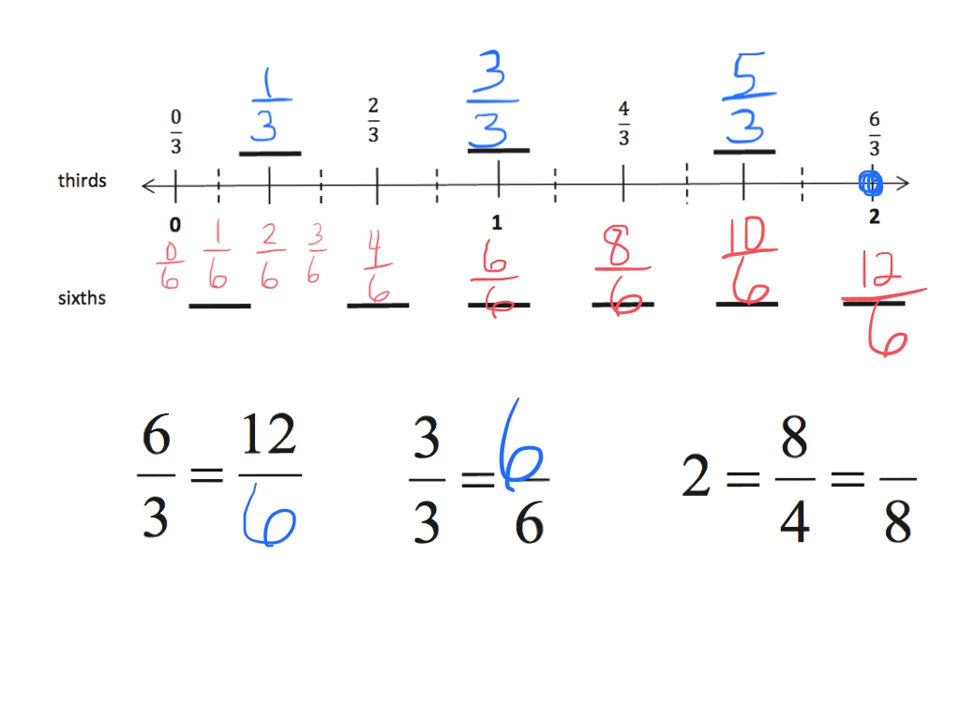 0/3 1/3 2/3 3/3 4/3 5/3 6/3
thirds
0 1 2
0/6 1/6 2/6 3/6 4/6 6/6 8/6 10/6 12/6
sixths
6/3 = 12/6 3/3 = 6/6 2 = 8/4 = /8